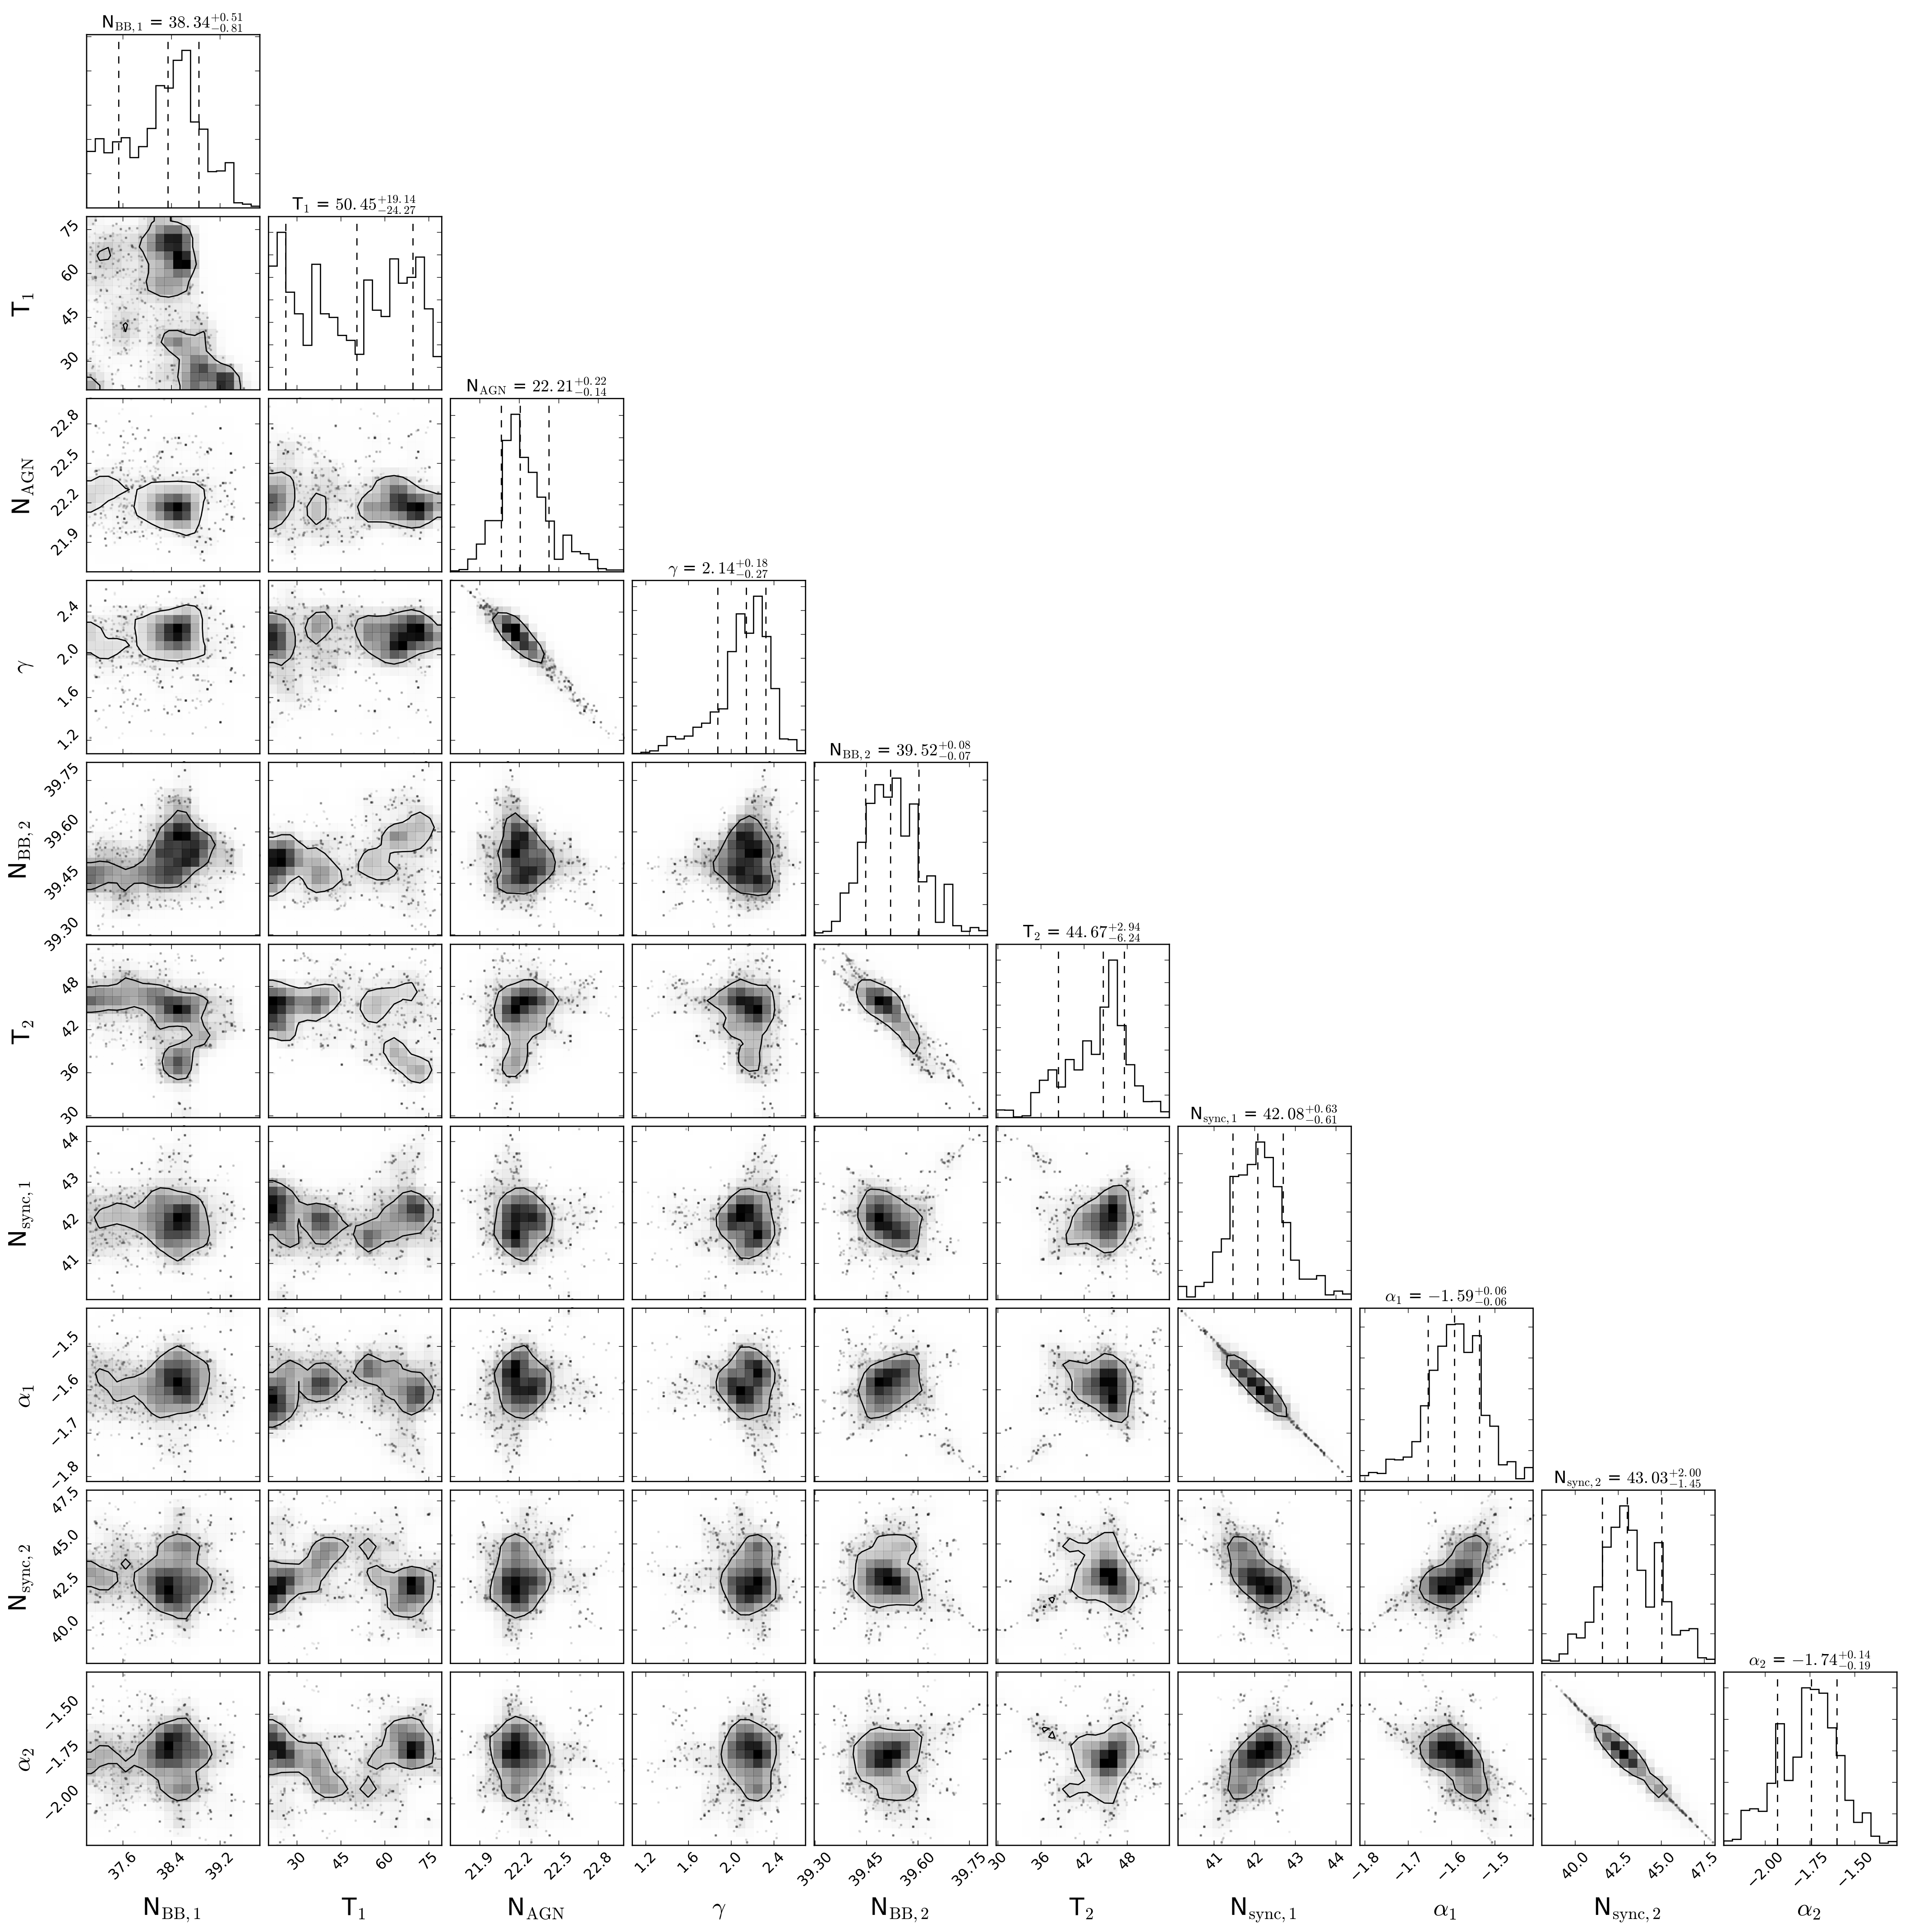 N_BB,1 = 38.34 +0.51 −0.81
T_1 = 50.45 +19.14 −24.27
75
60
45
30
T_1
N_AGN = 22.21 +0.22 −0.14
22.8
22.5
22.2
21.9
N_AGN
γ = 2.14 +0.18 −0.27
2.4
2.0
1.6
1.2
γ
N_BB,2 = 39.52 +0.08 −0.07
39.75
39.60
39.45
39.30
N_BB,2
T_2 = 44.67 +2.94 −6.24
48
42
36
30
T_2
N_sync,1 = 42.08 +0.63 −0.61
44
43
42
41
N_sync,1
α_1 = −1.59 +0.06 −0.06
−1.5
−1.6
−1.7
−1.8
α_1
N_sync,2 = 43.03 +2.00 −1.45
47.5
45.0
42.5
40.0
N_sync,2
α_2 = −1.74 +0.14 −0.19
−1.50
−1.75
−2.00
α_2
37.6 38.4 39.2 30 45 60 75 21.9 22.2 22.5 22.8 1.2 1.6 2.0 2.4 39.30 39.45 39.60 39.75 30 36 42 48 41 42 43 44 −1.8 −1.7 −1.6 −1.5 40.0 42.5 45.0 47.5 −2.00 −1.75 −1.50
N_BB,1 T_1 N_AGN γ N_BB,2 T_2 N_sync,1 α_1 N_sync,2 α_2